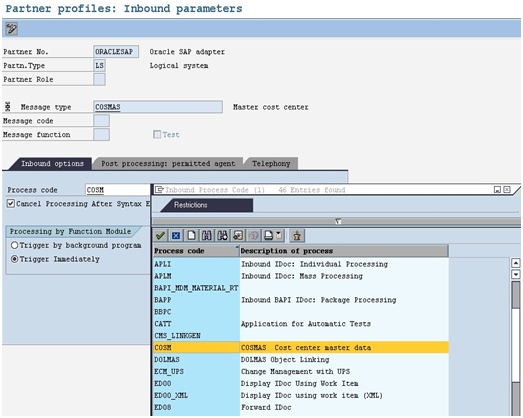 Partner profiles: Inbound parameters
Partner No. ORACLESAP Oracle SAP adapter
Partn.Type LS Logical system
Partner Role
Message type COSMAS Master cost center
Message code
Message function Test
Inbound options Post processing: permitted agent Telephony
Process code COSM
Cancel Processing After Syntax E
Processing by Function Module
Trigger by background program
Trigger Immediately
Inbound Process Code (1) 46 Entries found
Restrictions
Process code Description of process
APLI Inbound IDoc: Individual Processing
APLM Inbound IDoc: Mass Processing
BAPI_MDM_MATERIAL_RT
BAPP Inbound BAPI IDoc: Package Processing
BBPC
CATT Application for Automatic Tests
CMS_LINKGEN
COSM COSMAS Cost center master data
DOLMAS DOLMAS Object Linking
ECM_UPS Change Management with UPS
ED00 Display IDoc Using Work Item
ED00_XML Display IDoc using work item (XML)
ED08 Forward IDoc